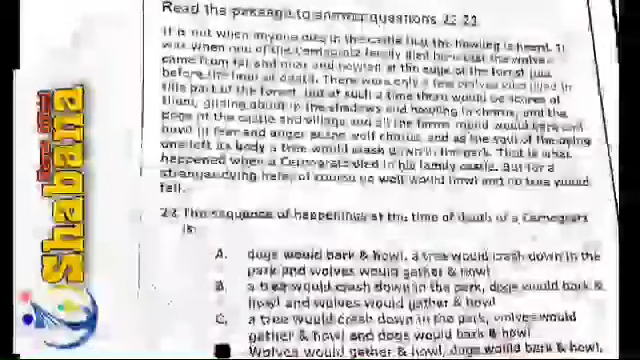 Read the passage to answer questions 22-23
It is not when anyone dies in the castle that the howling is heard. It
was when one of the Cernogratz family died here that the wolves
came from far and near and howled at the edge of the forest just
before the hour of death. There were only a few wolves who lived in
this part of the forest, but at such a time there would be scores of
them, gliding about in the shadows and howling in chorus, and the
dogs of the castle and village and all the farms round would bark and
howl in fear and anger at the wolf chorus, and as the soul of the dying
one left its body a tree would crash down in the park. That is what
happened when a Cernogratz died in his family castle. But for a
stranger dying here, of course no wolf would howl and no tree would
fall.
22. The sequence of happenings at the time of death of a Cernogratz
is:
A. dogs would bark & howl, a tree would crash down in the
park and wolves would gather & howl
B. a tree would crash down in the park, dogs would bark &
howl and wolves would gather & howl
C. a tree would crash down in the park, wolves would
gather & howl and dogs would bark & howl
Wolves would gather & howl, dogs would bark & howl,
Shabana